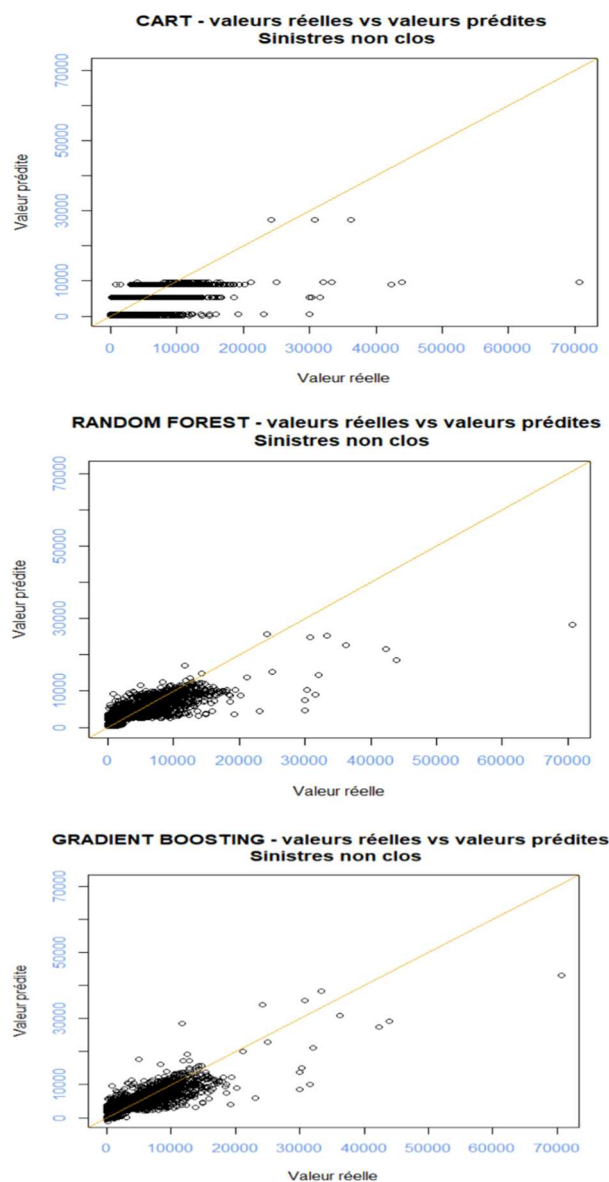 CART - valeurs réelles vs valeurs prédites
Sinistres non clos
70000
50000
30000
10000
0
Valeur prédite
0 10000 20000 30000 40000 50000 60000 70000
Valeur réelle
RANDOM FOREST - valeurs réelles vs valeurs prédites
Sinistres non clos
70000
50000
30000
10000
0
Valeur prédite
0 10000 20000 30000 40000 50000 60000 70000
Valeur réelle
GRADIENT BOOSTING - valeurs réelles vs valeurs prédites
Sinistres non clos
70000
50000
30000
10000
0
Valeur prédite
0 10000 20000 30000 40000 50000 60000 70000
Valeur réelle